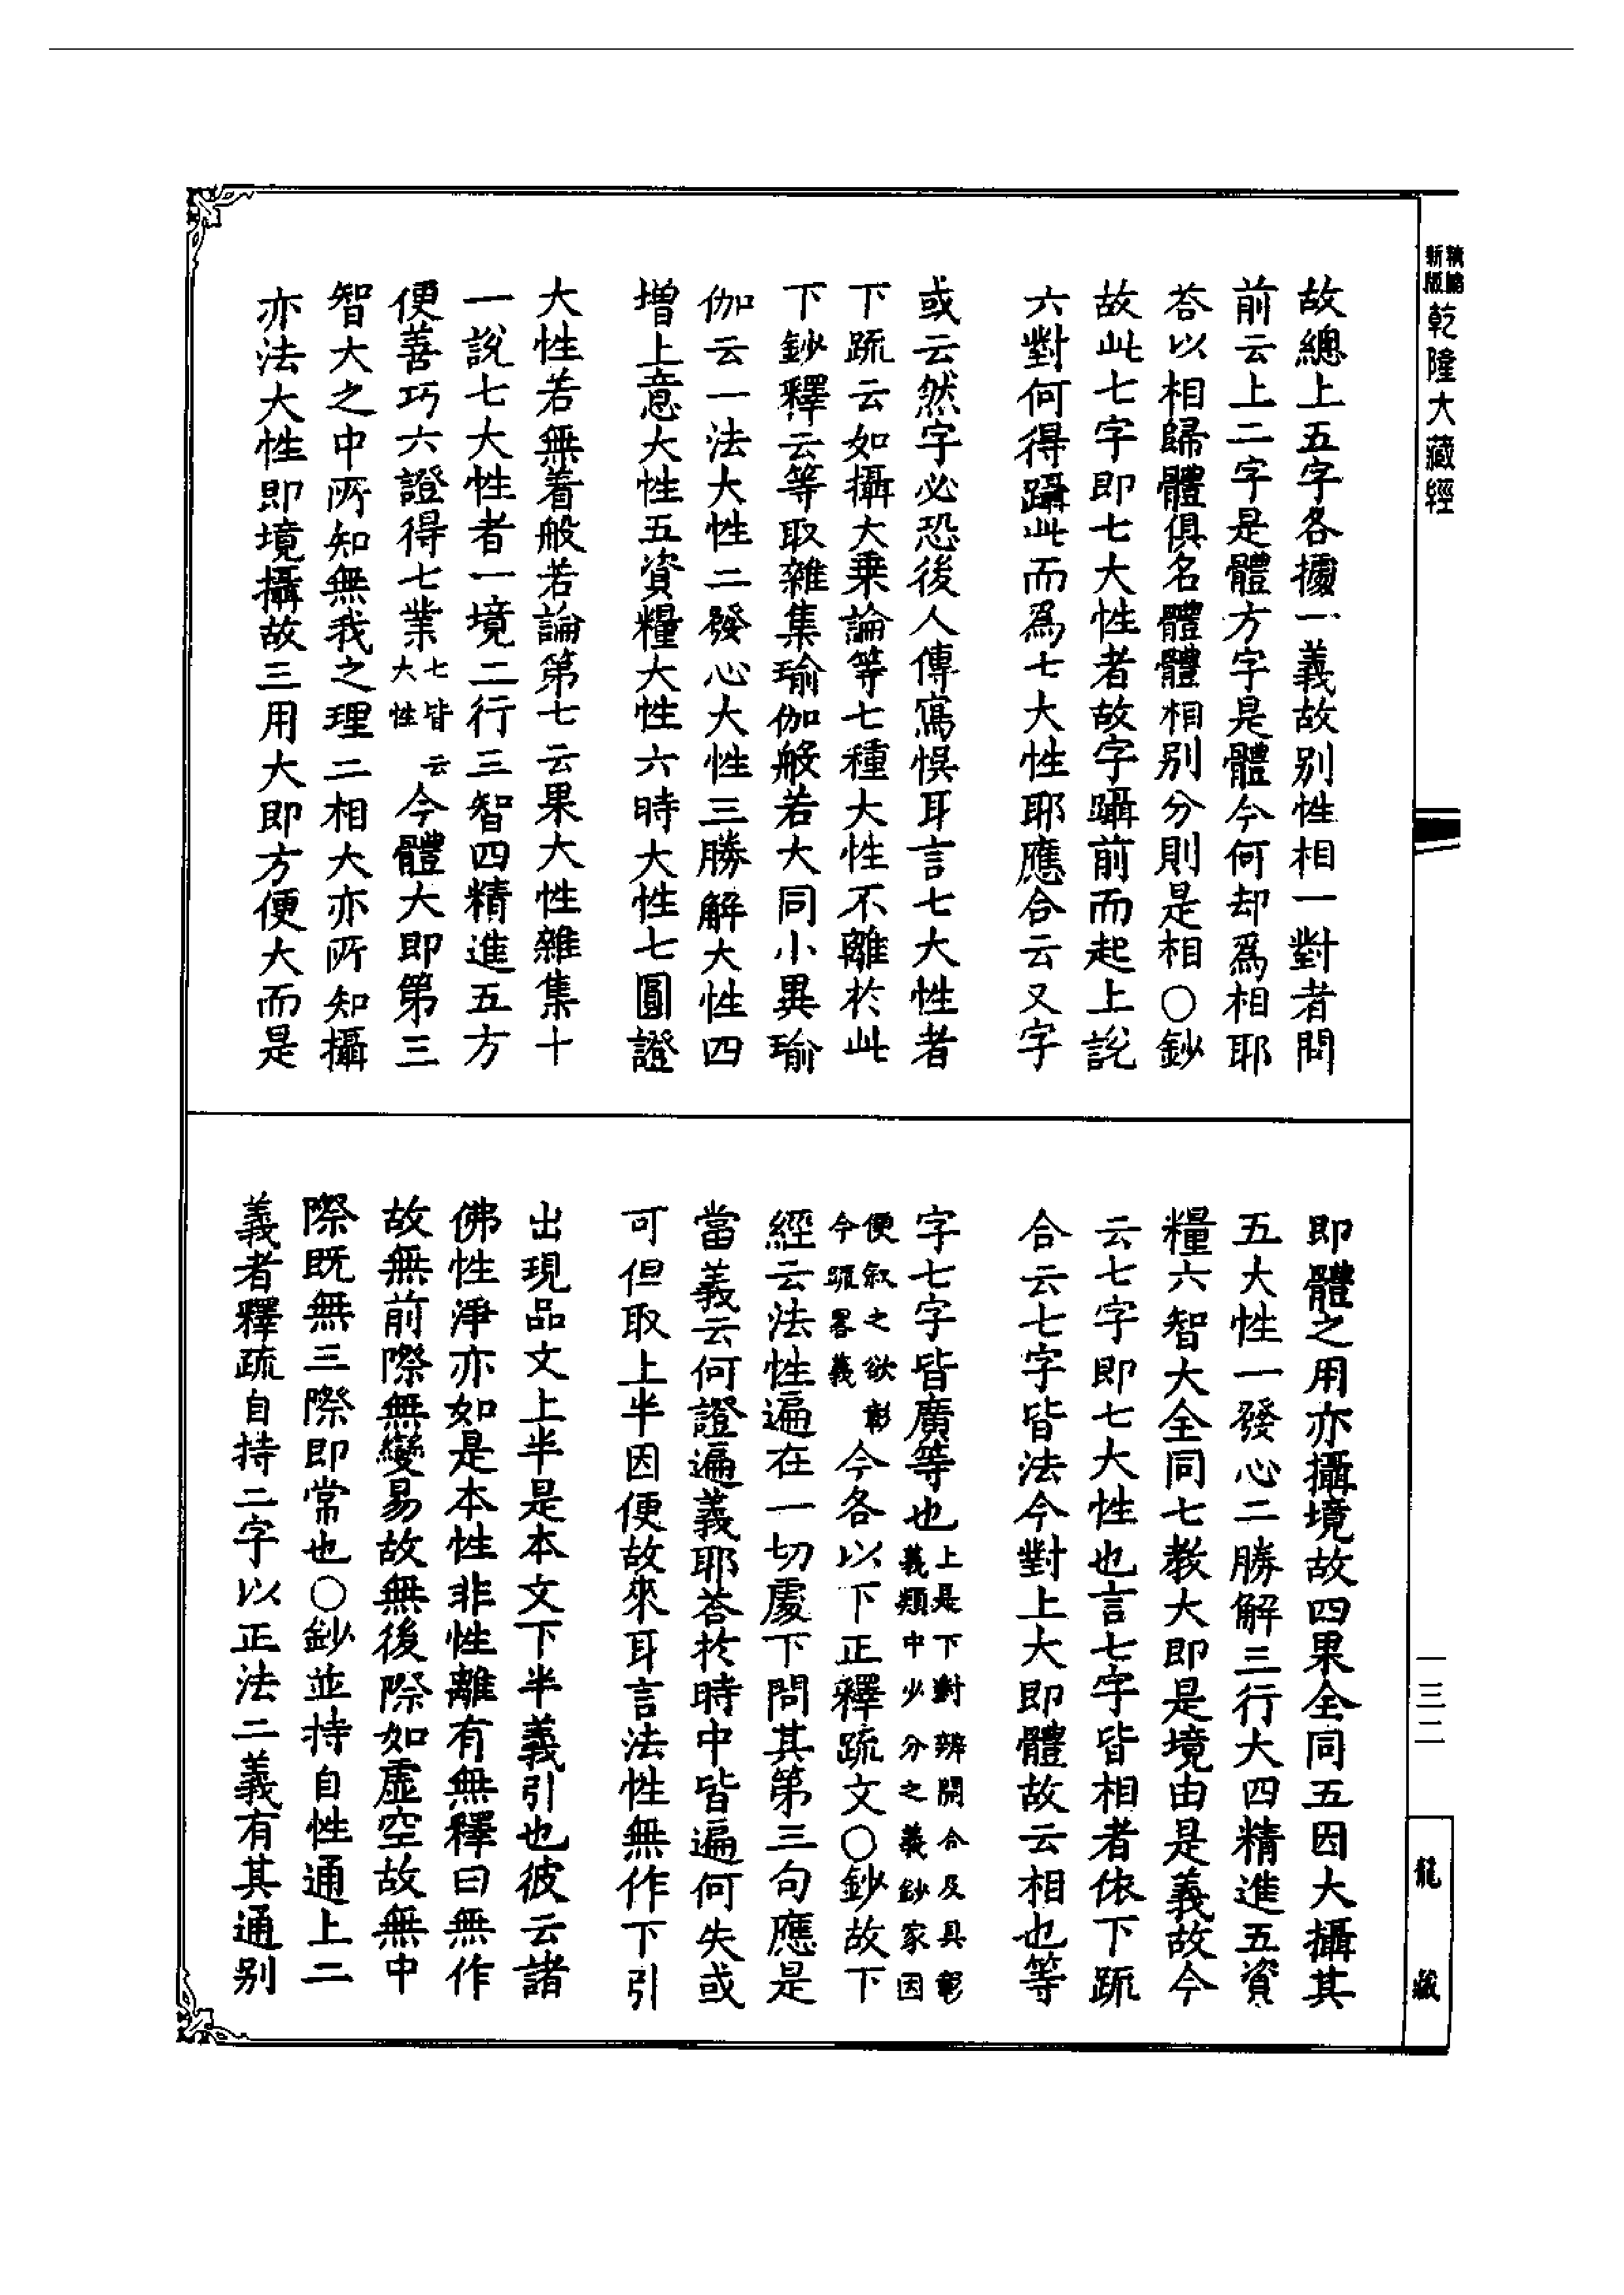 新版
精縮
乾隆大藏經
故總上五字各據一義故別性相一對者問
前云上二字是體方字是體今何却爲相耶
答以相歸體俱名體體相別分則是相○鈔
故此七字即七大性者故字躡前而起上說
六對何得躡此而爲七大性耶應合云又字
或云然字必恐後人傳寫悞耳言七大性者
下䟽云如攝大乗論等七種大性不離於此
下鈔釋云等取雜集瑜伽般若大同小異瑜
伽云一法大性二發心大性三勝解大性四
增上意大性五資糧大性六時大性七圓證
大性若無着般若論第七云果大性雜集十
一說七大性者一境二行三智四精進五方
便善巧六證得七業七皆云大性今體大即第三
智大之中所知無我之理二相大亦所知攝
亦法大性即境攝故三用大即方便大而是
即體之用亦攝境故四果全同五因大攝其
五大性一發心二勝解三行大四精進五資
糧六智大全同七教大即是境由是義故今
云七字即七大性也言七字皆相者依下䟽
合云七字皆法今對上大即體故云相也等
字七字皆廣等也上是下對辨開合及具彰義類中少分之義鈔家因
便叙之欲彰今䟽畧義今各以下正釋䟽文○鈔故下
經云法性遍在一切處下問其第三句應是
當義云何證遍義耶荅於時中皆遍何失或
可但取上半因便故來耳言法性無作下引
出現品文上半是本文下半義引也彼云諸
佛性淨亦如是本性非性離有無釋曰無作
故無前際無變易故無後際如虛空故無中
際既無三際即常也○鈔並持自性通上二
義者釋䟽自持二字以正法二義有其通別
一三二
龍藏